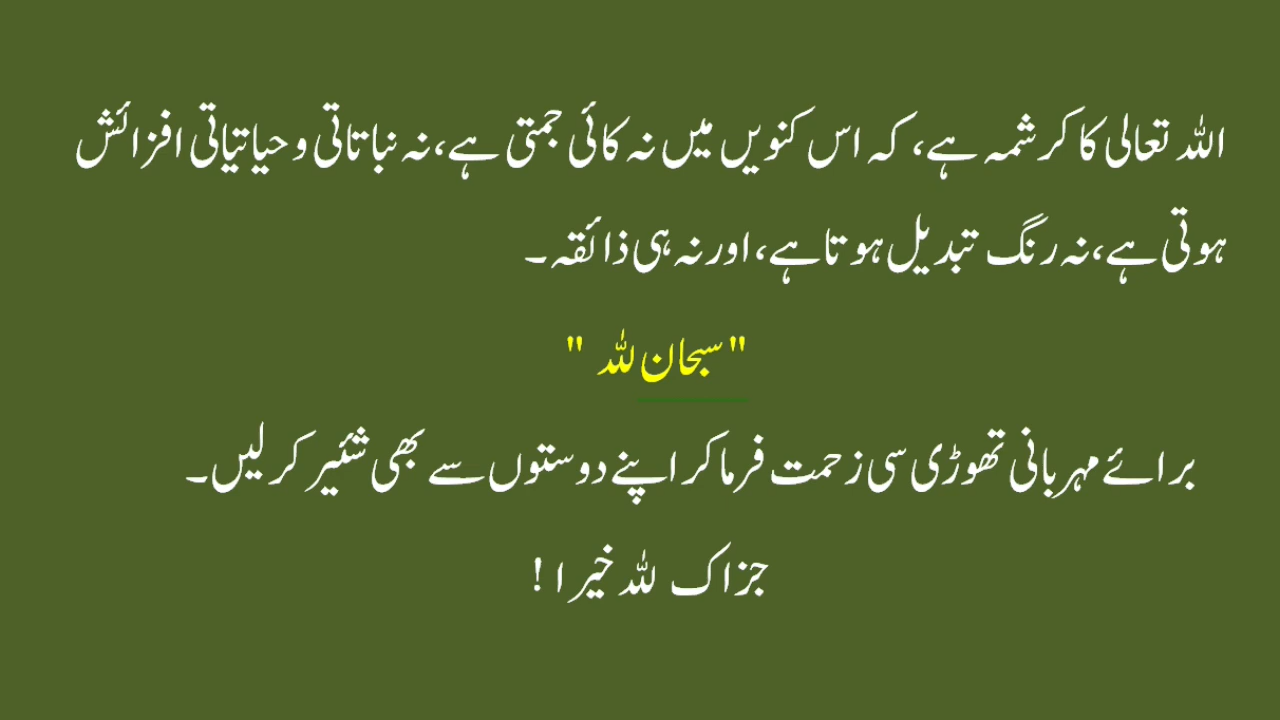 اللہ تعالی کا کرشمہ ہے، کہ اس کنویں میں نہ کائی جمتی ہے، نہ نباتاتی و حیاتیاتی افزائش
ہوتی ہے، نہ رنگ تبدیل ہوتا ہے، اور نہ ہی ذائقہ۔
"سبحان للہ "
برائے مہربانی تھوڑی سی زحمت فرما کر اپنے دوستوں سے بھی شئیر کر لیں۔
جزاک للہ خیرا !